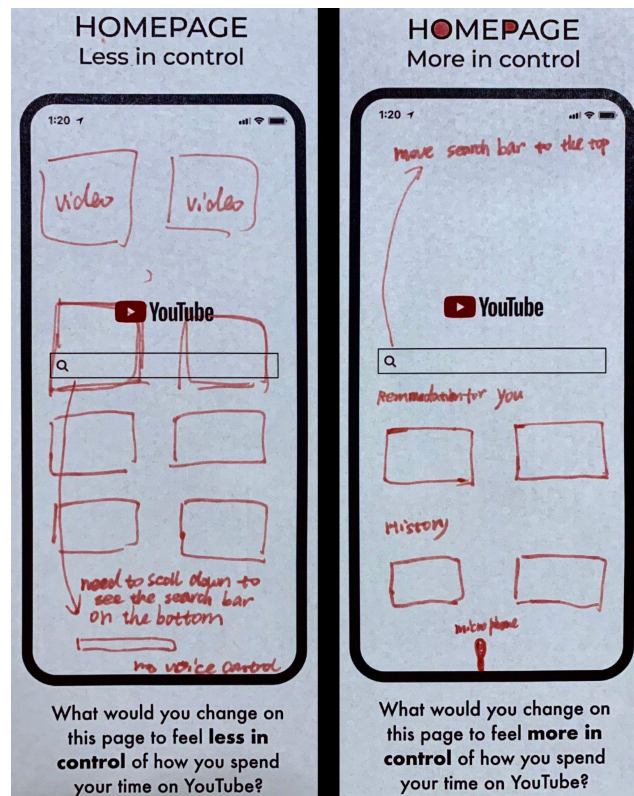 HOMEPAGE
Less in control
1:20
video
video
YouTube
need to scoll down to
see the search bar
on the bottom
no voice control
What would you change on
this page to feel less in
control of how you spend
your time on YouTube?
HOMEPAGE
More in control
1:20
move search bar to the top
YouTube
for you
History
microphone
What would you change on
this page to feel more in
control of how you spend
your time on YouTube?